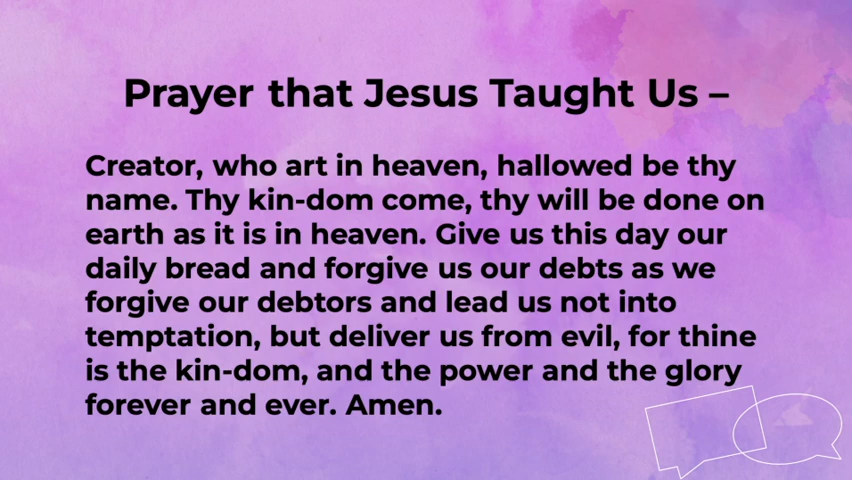 Prayer that Jesus Taught Us –
Creator, who art in heaven, hallowed be thy
name. Thy kin-dom come, thy will be done on
earth as it is in heaven. Give us this day our
daily bread and forgive us our debts as we
forgive our debtors and lead us not into
temptation, but deliver us from evil, for thine
is the kin-dom, and the power and the glory
forever and ever. Amen.